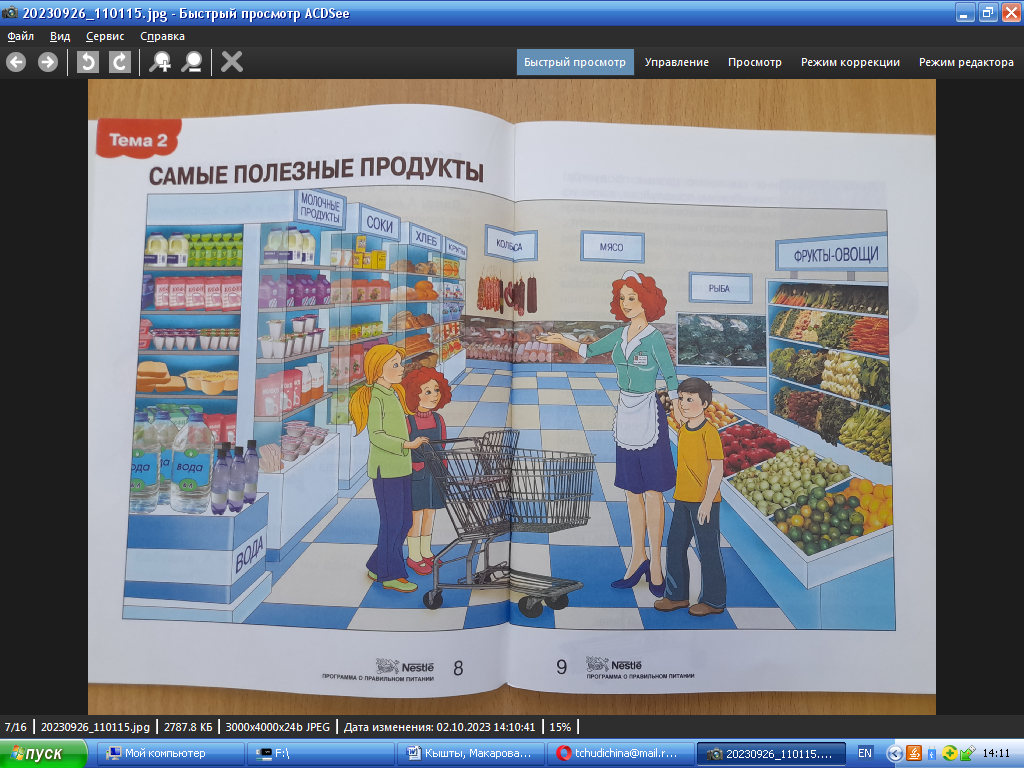 20230926_110115.jpg - Быстрый просмотр ACDSee
Файл Вид Сервис Справка
Быстрый просмотр Управление Просмотр Режим коррекции Режим редактора
Тема 2
САМЫЕ ПОЛЕЗНЫЕ ПРОДУКТЫ
МОЛОЧНЫЕ
ПРОДУКТЫ
СОКИ
ХЛЕБ
КРУПЫ
КОЛБАСА
МЯСО
РЫБА
ФРУКТЫ-ОВОЩИ
ВОДА
ВОДА
ВОДА
Nestlé 8
ПРОГРАММА О ПРАВИЛЬНОМ ПИТАНИИ
9 Nestlé
ПРОГРАММА О ПРАВИЛЬНОМ ПИТАНИИ
7/16 20230926_110115.jpg 2787.8 КБ 3000x4000x24b JPEG Дата изменения: 02.10.2023 14:10:41 15%
пуск Мой компьютер F:\ Кышты, Макарова... tchudichina@mail.r... 20230926_110115.... EN 14:11